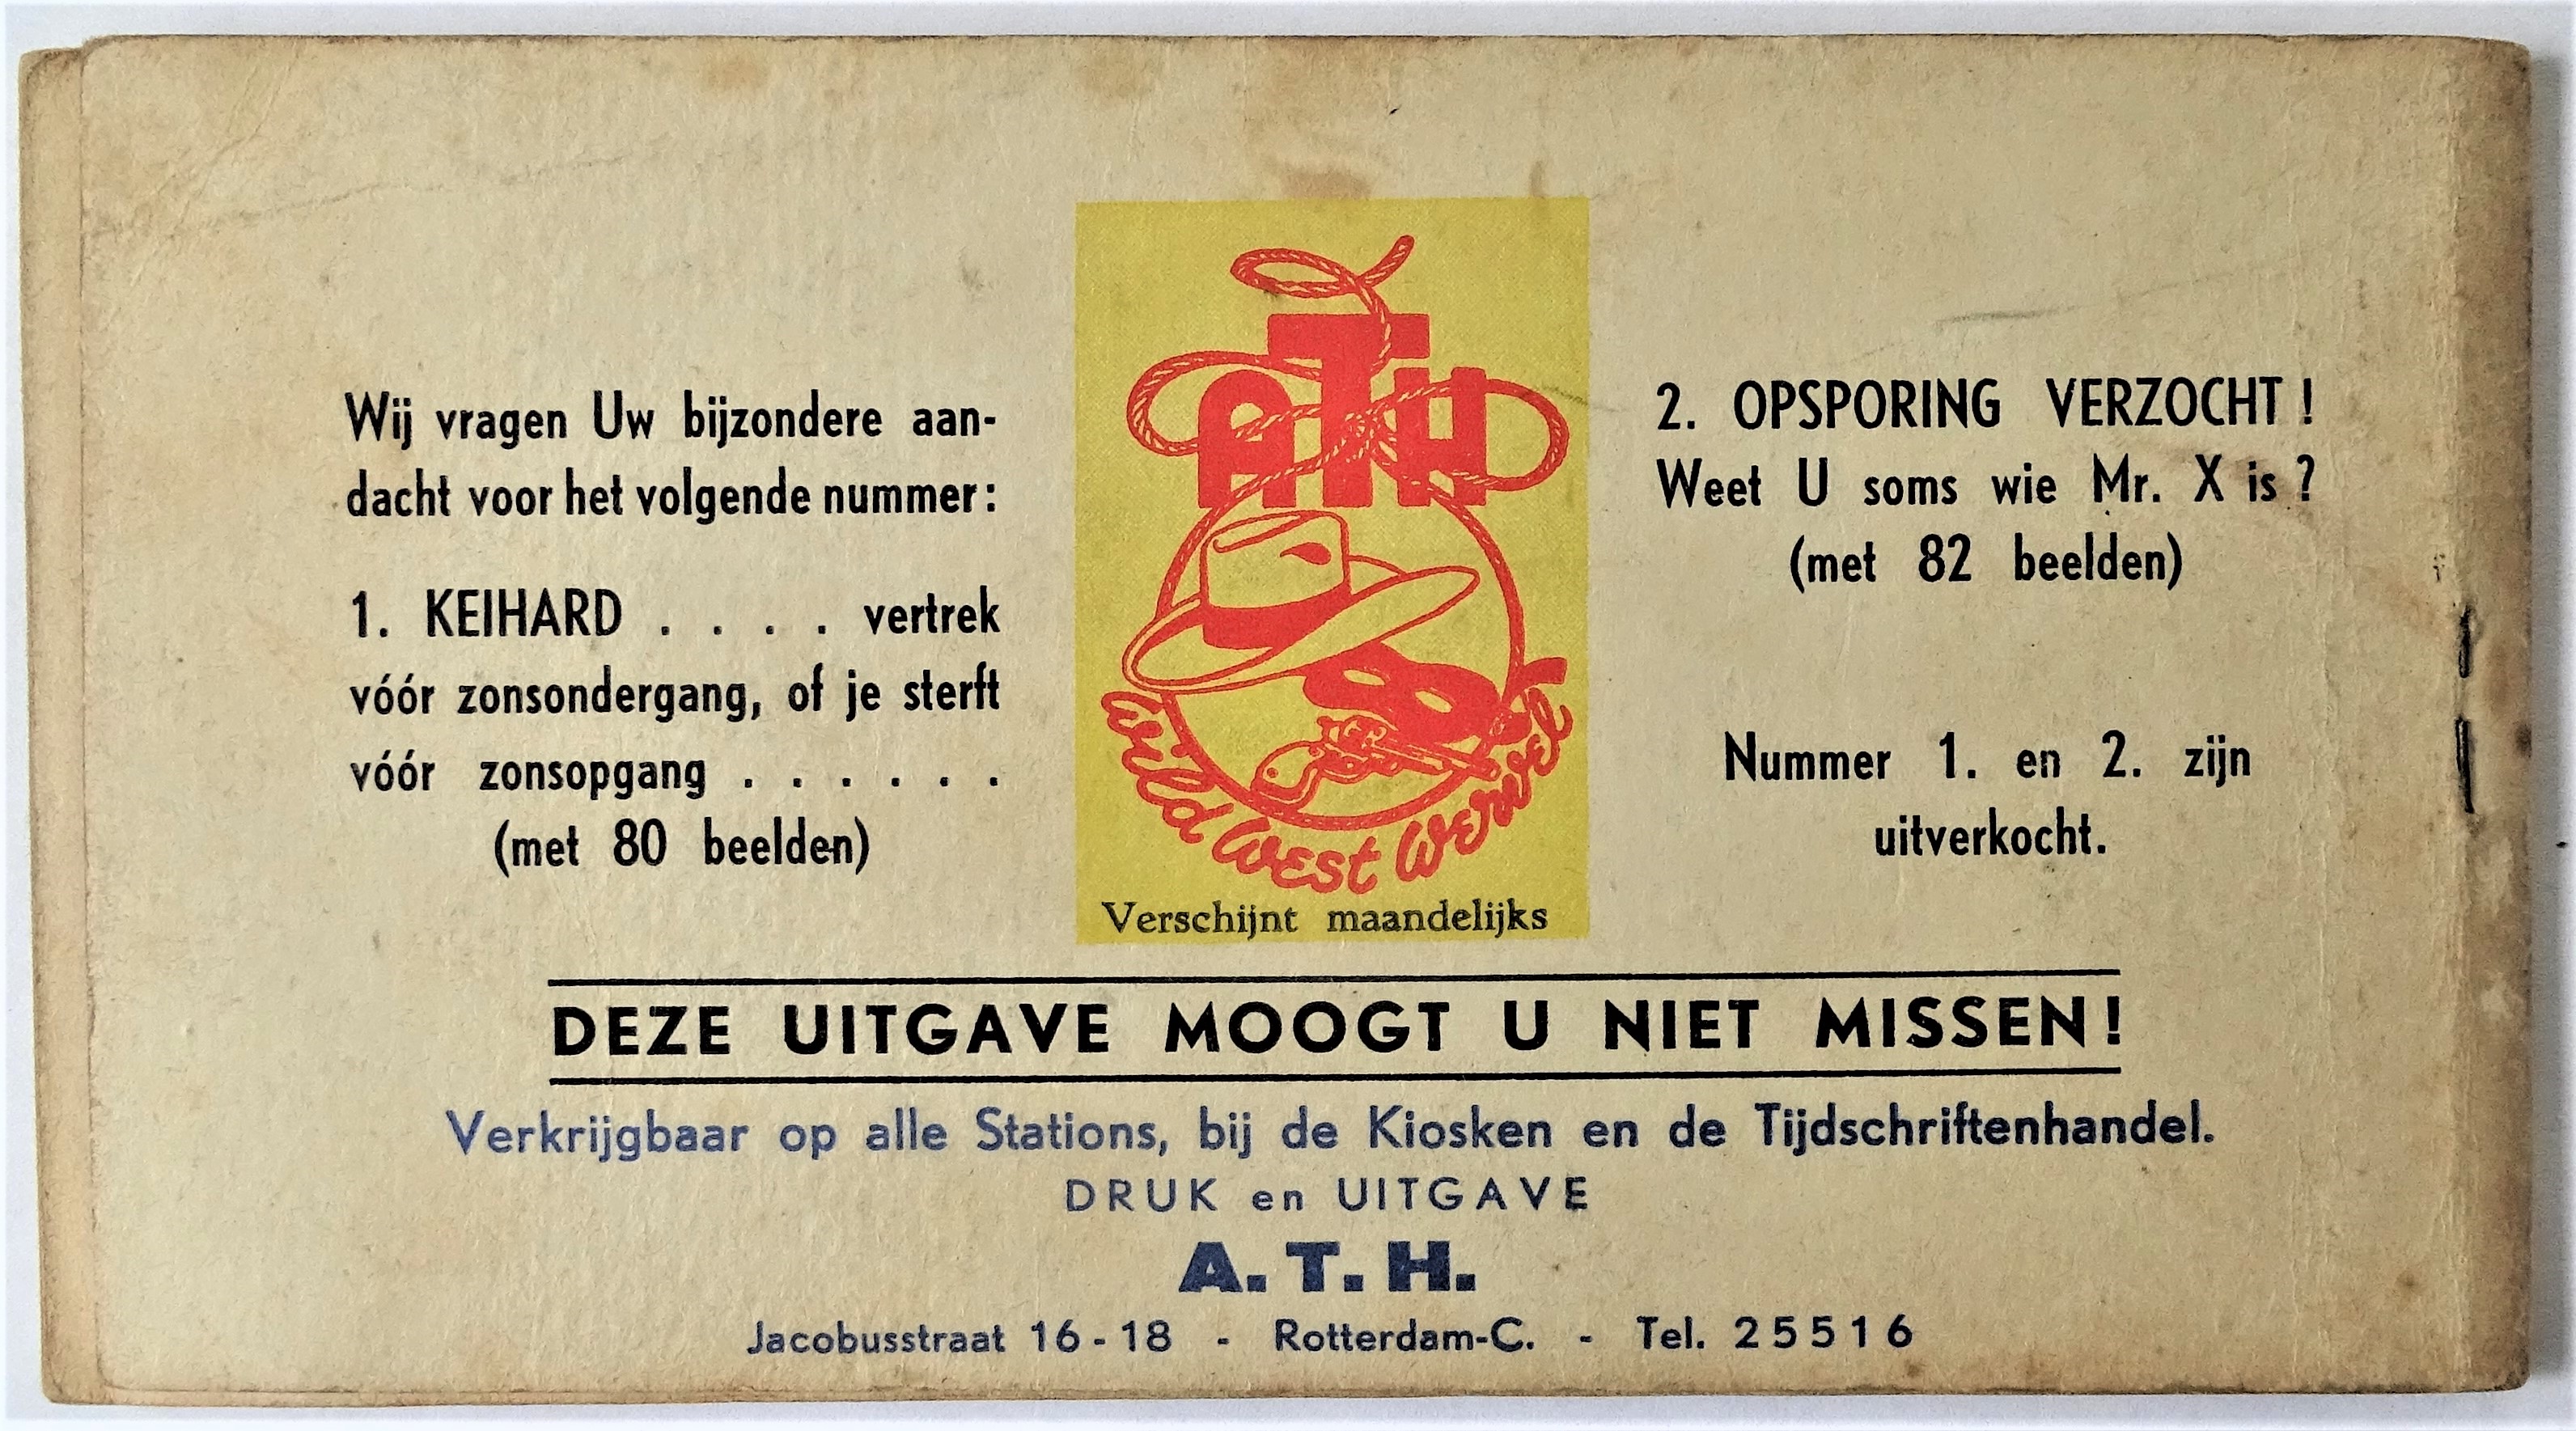 Wij vragen Uw bijzondere aan-
dacht voor het volgende nummer:
1. KEIHARD . . . . vertrek
vóór zonsondergang, of je sterft
vóór zonsopgang . . . . . .
(met 80 beelden)
ATH
Wild West Wervel
Verschijnt maandelijks
2. OPSPORING VERZOCHT !
Weet U soms wie Mr. X is ?
(met 82 beelden)
Nummer 1. en 2. zijn
uitverkocht.
DEZE UITGAVE MOOGT U NIET MISSEN!
Verkrijgbaar op alle Stations, bij de Kiosken en de Tijdschriftenhandel.
DRUK en UITGAVE
A. T. H.
Jacobusstraat 16 - 18 - Rotterdam-C. - Tel. 25516